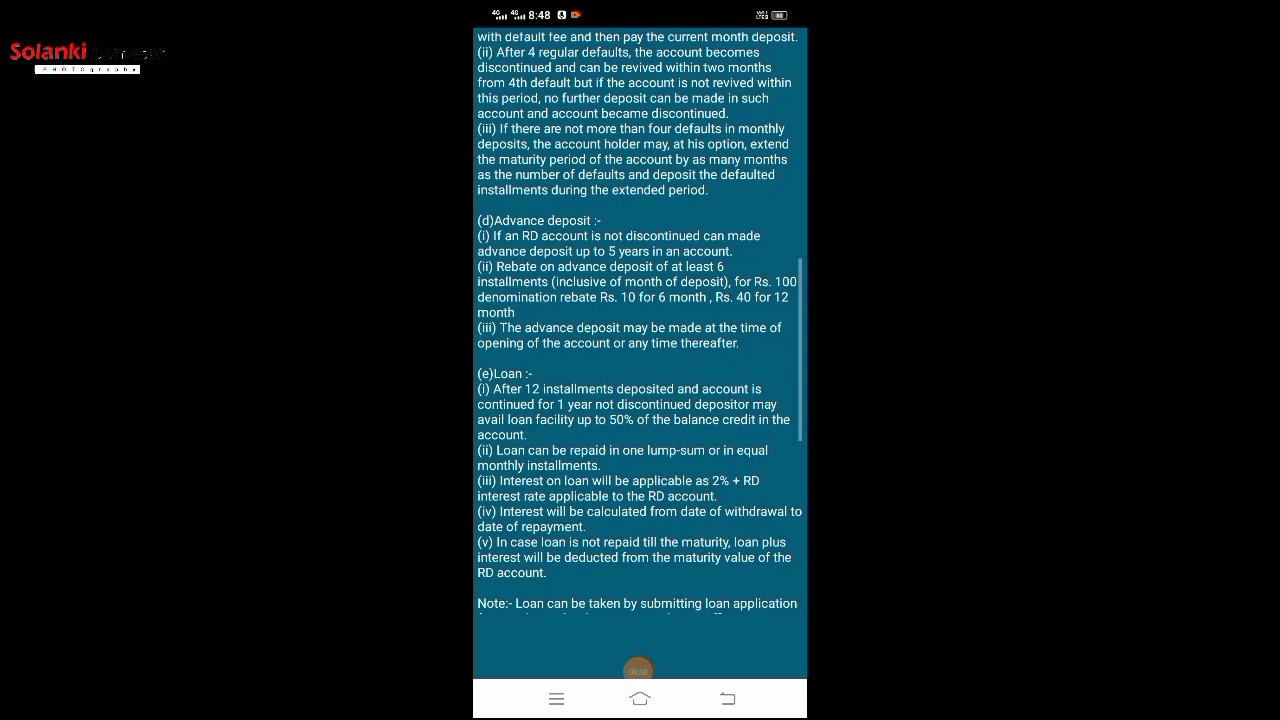 Solanki
PHOTOgraphy
4G 4G 8:48 80
with default fee and then pay the current month deposit.
(ii) After 4 regular defaults, the account becomes
discontinued and can be revived within two months
from 4th default but if the account is not revived within
this period, no further deposit can be made in such
account and account became discontinued.
(iii) If there are not more than four defaults in monthly
deposits, the account holder may, at his option, extend
the maturity period of the account by as many months
as the number of defaults and deposit the defaulted
installments during the extended period.
(d)Advance deposit :-
(i) If an RD account is not discontinued can made
advance deposit up to 5 years in an account.
(ii) Rebate on advance deposit of at least 6
installments (inclusive of month of deposit), for Rs. 100
denomination rebate Rs. 10 for 6 month , Rs. 40 for 12
month
(iii) The advance deposit may be made at the time of
opening of the account or any time thereafter.
(e)Loan :-
(i) After 12 installments deposited and account is
continued for 1 year not discontinued depositor may
avail loan facility up to 50% of the balance credit in the
account.
(ii) Loan can be repaid in one lump-sum or in equal
monthly installments.
(iii) Interest on loan will be applicable as 2% + RD
interest rate applicable to the RD account.
(iv) Interest will be calculated from date of withdrawal to
date of repayment.
(v) In case loan is not repaid till the maturity, loan plus
interest will be deducted from the maturity value of the
RD account.
Note:- Loan can be taken by submitting loan application